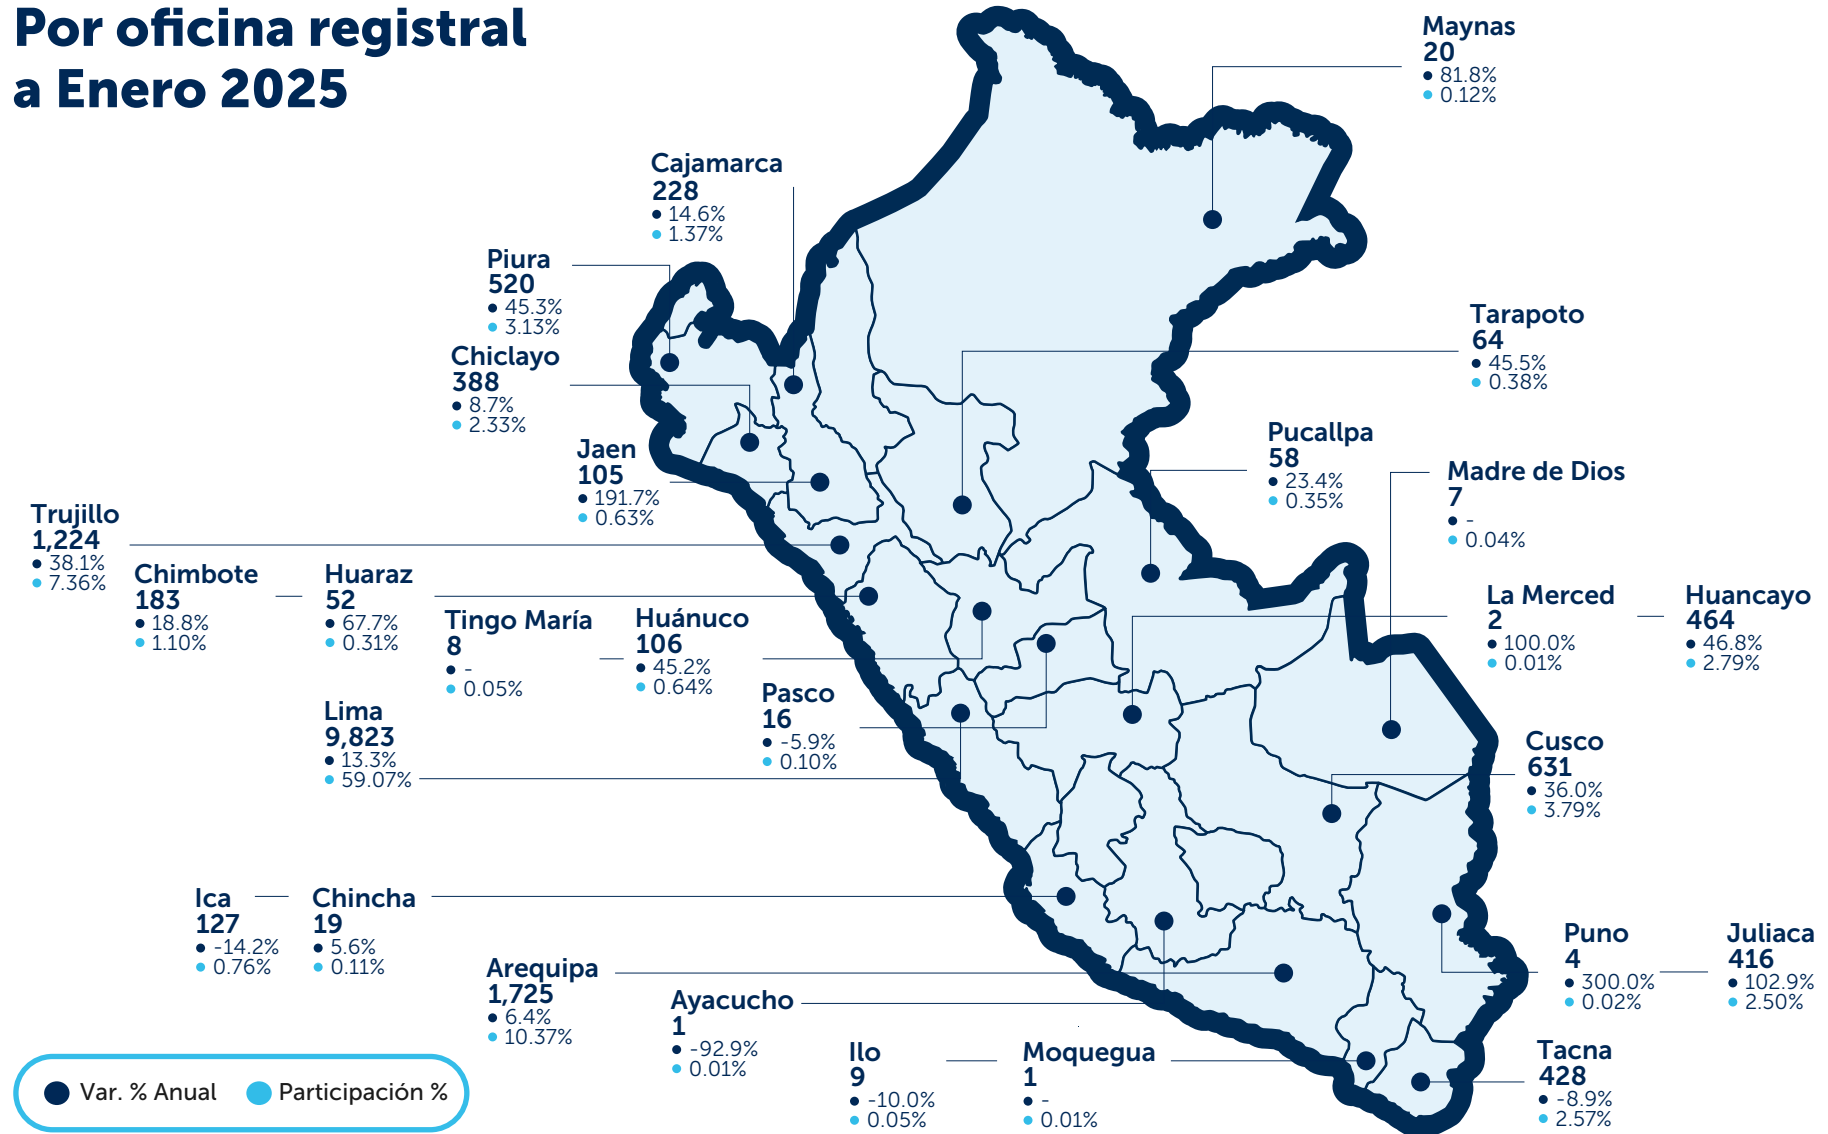 Por oficina registral
a Enero 2025
Maynas
20
81.8%
0.12%
Cajamarca
228
14.6%
1.37%
Piura
520
45.3%
3.13%
Tarapoto
64
45.5%
0.38%
Chiclayo
388
8.7%
2.33%
Pucallpa
58
23.4%
0.35%
Jaen
105
191.7%
0.63%
Madre de Dios
7
-
0.04%
Trujillo
1,224
38.1%
7.36%
Chimbote
183
18.8%
1.10%
Huaraz
52
67.7%
0.31%
La Merced
2
100.0%
0.01%
Huancayo
464
46.8%
2.79%
Tingo María
8
-
0.05%
Huánuco
106
45.2%
0.64%
Pasco
16
-5.9%
0.10%
Lima
9,823
13.3%
59.07%
Cusco
631
36.0%
3.79%
Ica
127
-14.2%
0.76%
Chincha
19
5.6%
0.11%
Puno
4
300.0%
0.02%
Juliaca
416
102.9%
2.50%
Arequipa
1,725
6.4%
10.37%
Ayacucho
1
-92.9%
0.01%
Ilo
9
-10.0%
0.05%
Moquegua
1
-
0.01%
Tacna
428
-8.9%
2.57%
Var. % Anual
Participación %